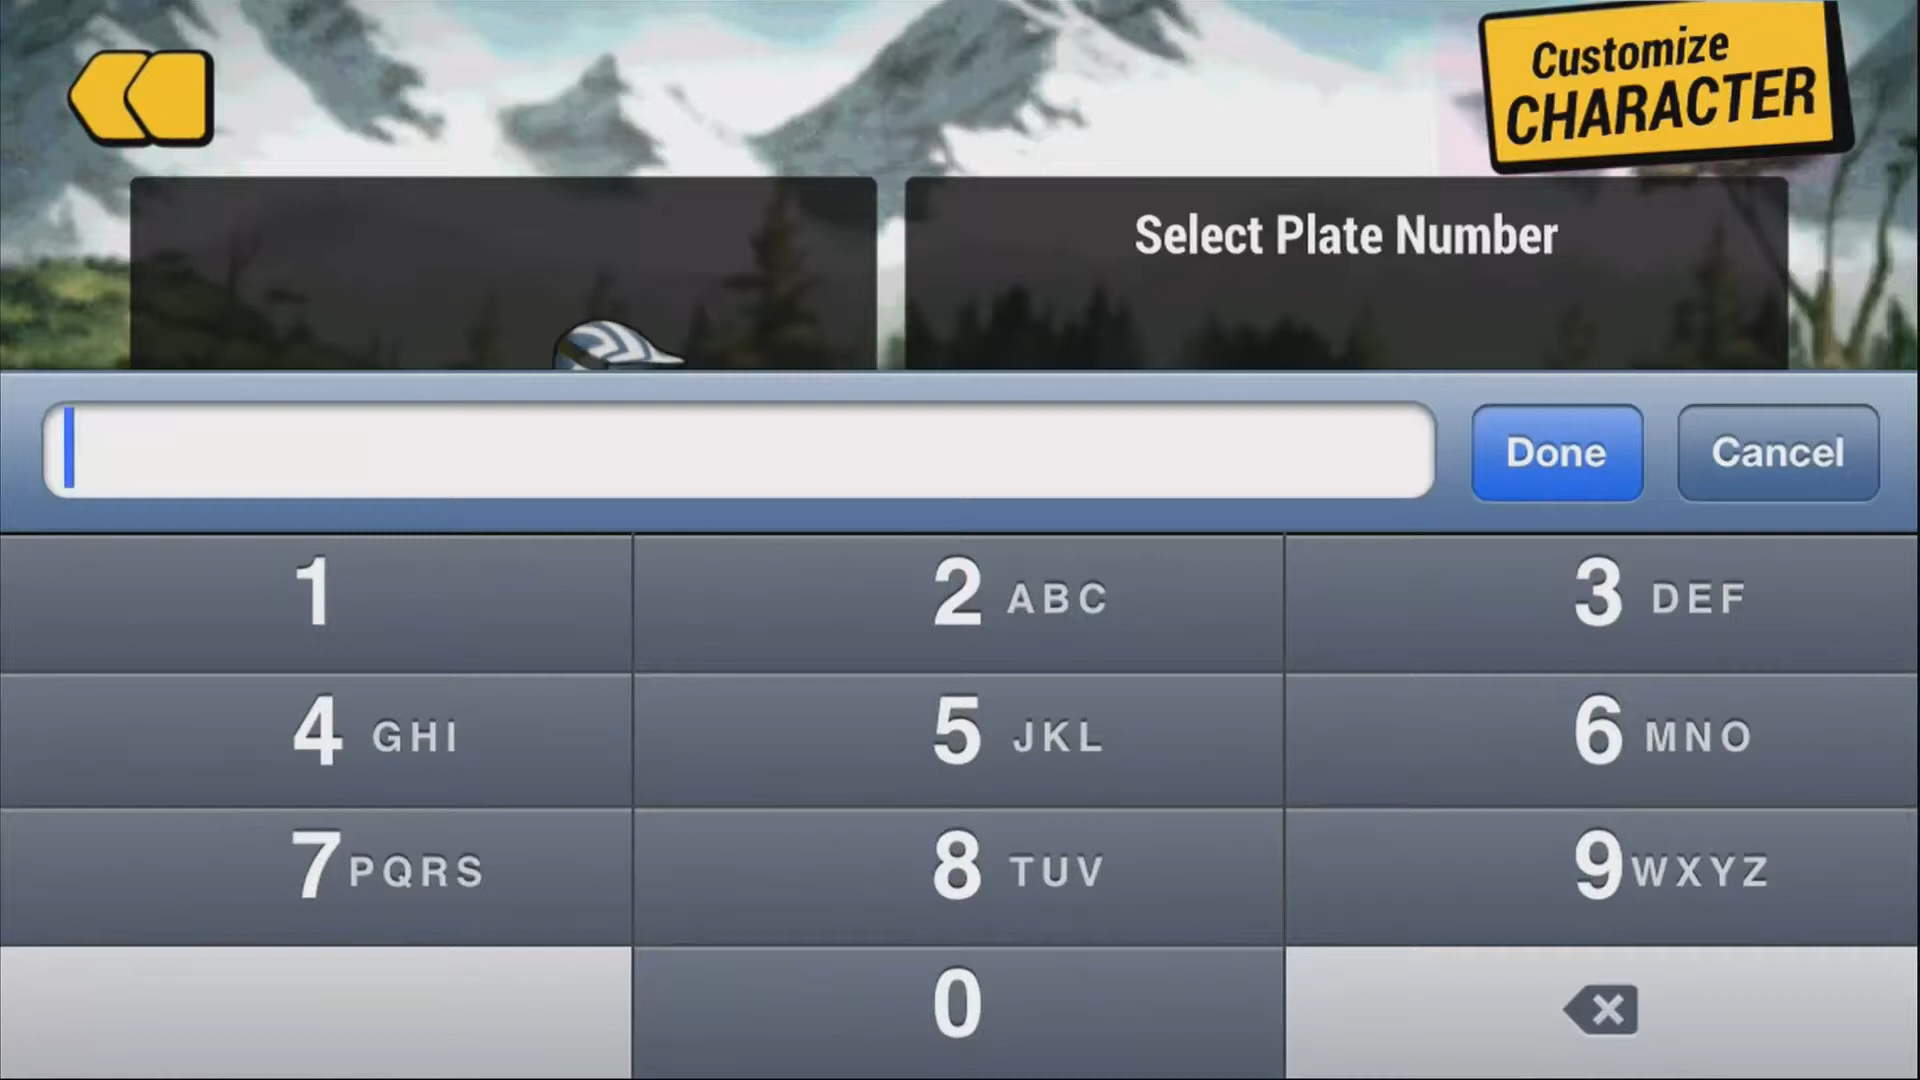 Customize
CHARACTER
Select Plate Number
Done Cancel
1 2 ABC 3 DEF
4 GHI 5 JKL 6 MNO
7 PQRS 8 TUV 9 WXYZ
0